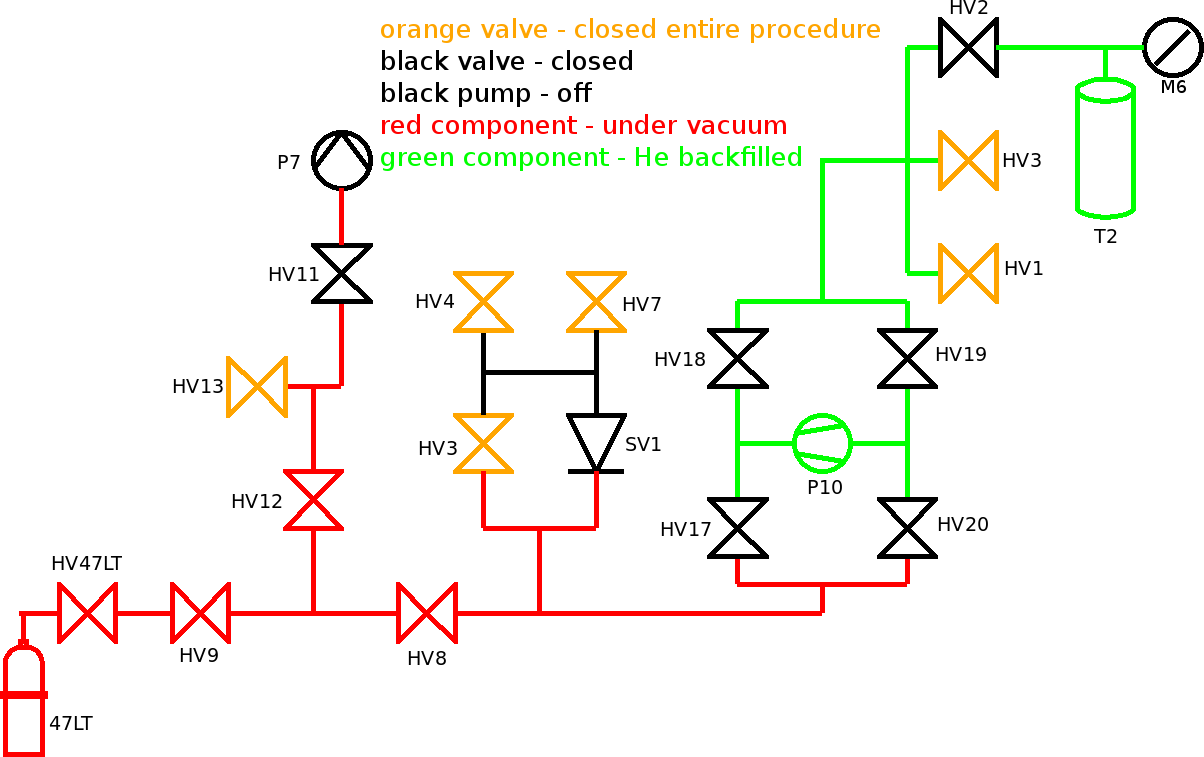 HV2
orange valve - closed entire procedure
black valve - closed
M6
black pump - off
red component - under vacuum
green component - He backfilled
P7
HV3
T2
HV1
HV11
HV4
HV7
HV18
HV19
HV13
HV3
SV1
P10
HV12
HV17
HV20
HV47LT
HV9
HV8
47LT